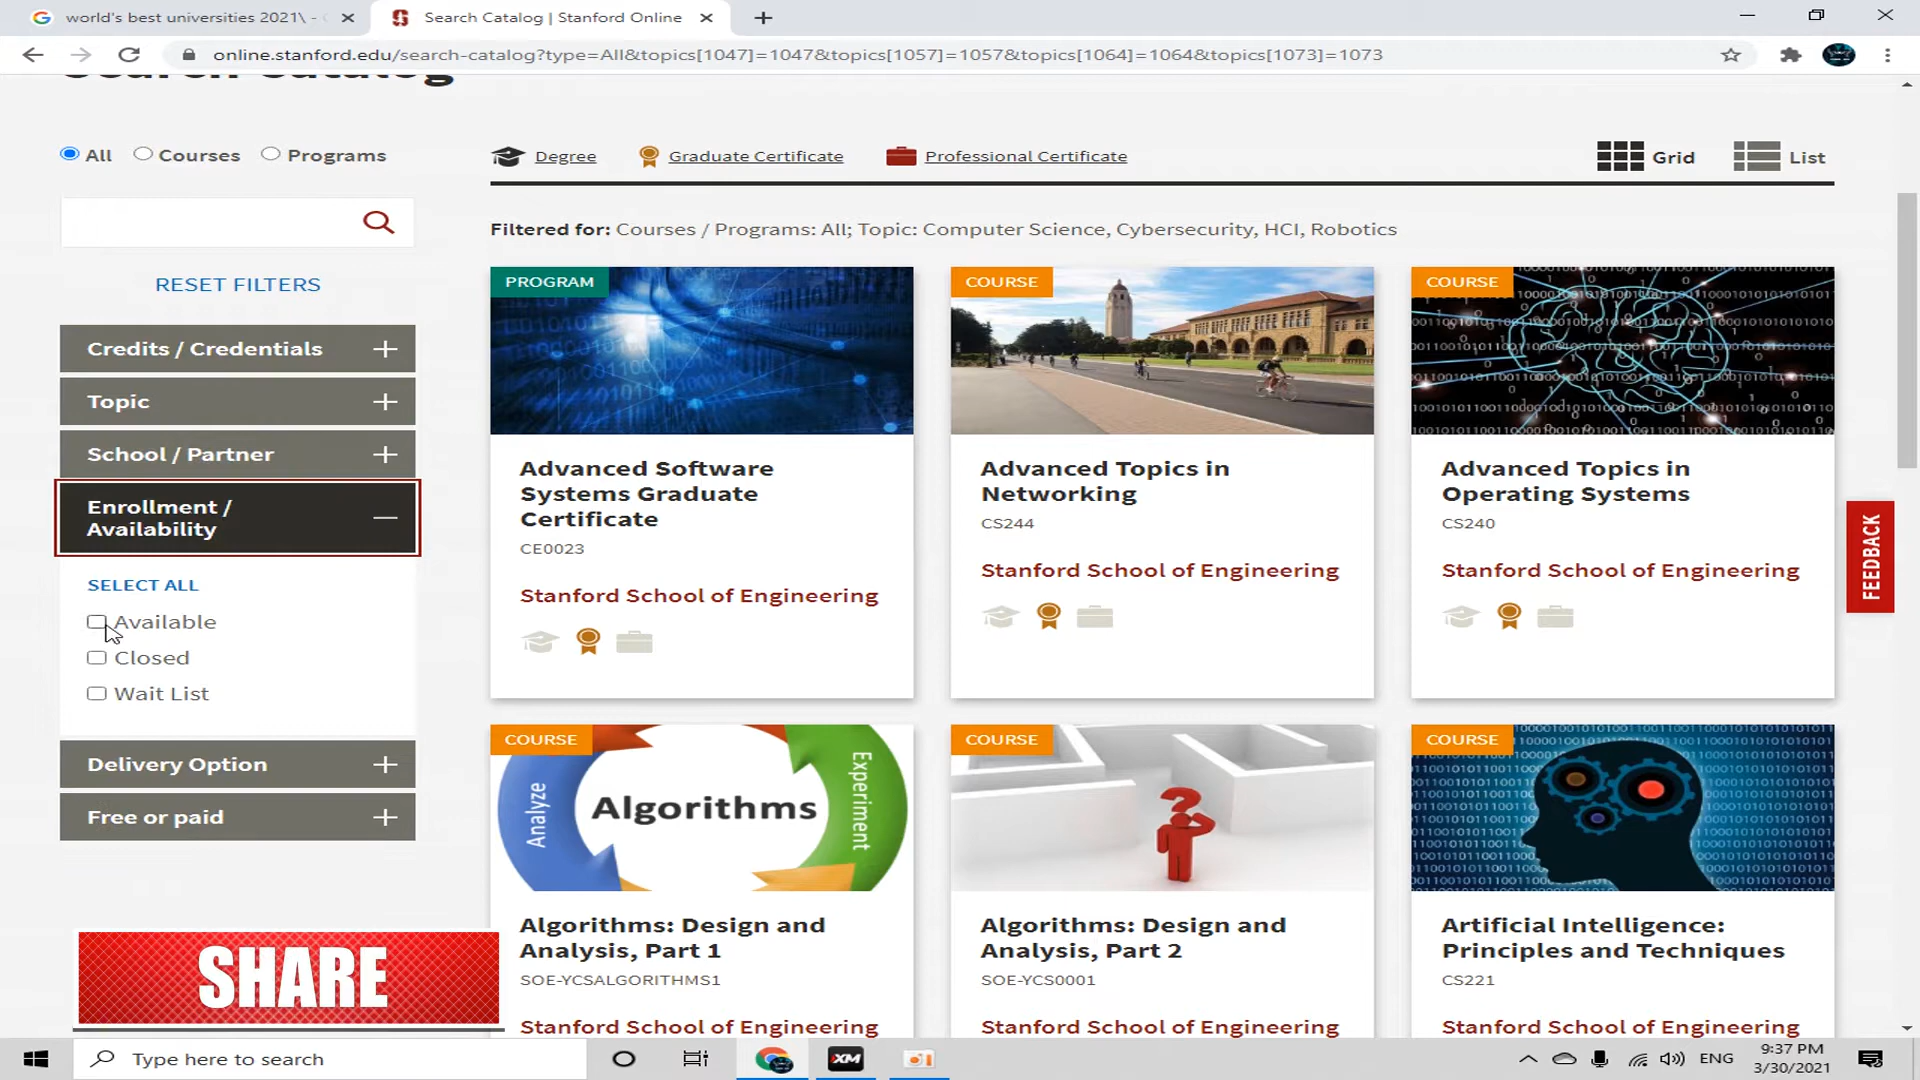 world's best universities 2021\ -
Search Catalog | Stanford Online
online.stanford.edu/search-catalog?type=All&topics[1047]=1047&topics[1057]=1057&topics[1064]=1064&topics[1073]=1073
Search Catalog
All Courses Programs
Degree Graduate Certificate Professional Certificate
Grid List
Filtered for: Courses / Programs: All; Topic: Computer Science, Cybersecurity, HCI, Robotics
RESET FILTERS
Credits / Credentials
Topic
School / Partner
Enrollment /
Availability
SELECT ALL
Available
Closed
Wait List
Delivery Option
Free or paid
PROGRAM
Advanced Software
Systems Graduate
Certificate
CE0023
Stanford School of Engineering
COURSE
Advanced Topics in
Networking
CS244
Stanford School of Engineering
COURSE
Advanced Topics in
Operating Systems
CS240
Stanford School of Engineering
FEEDBACK
COURSE
Analyze
Algorithms
Experiment
Algorithms: Design and
Analysis, Part 1
SOE-YCSALGORITHMS1
Stanford School of Engineering
COURSE
Algorithms: Design and
Analysis, Part 2
SOE-YCS0001
Stanford School of Engineering
COURSE
Artificial Intelligence:
Principles and Techniques
CS221
Stanford School of Engineering
SHARE
Type here to search
XM
ENG
9:37 PM
3/30/2021